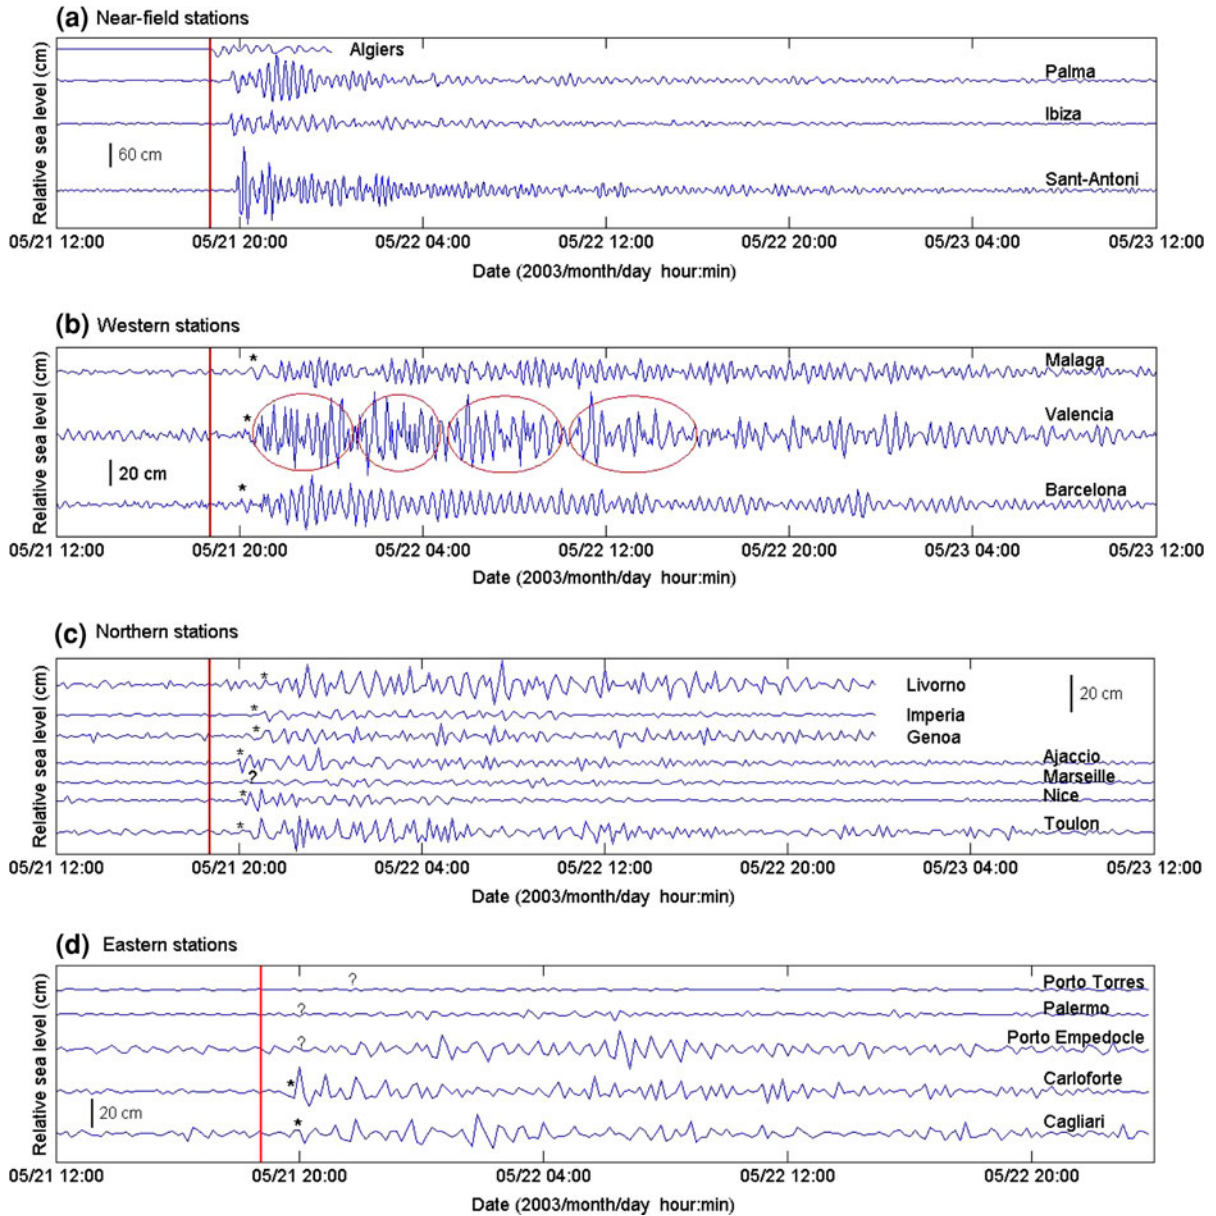 (a) Near-field stations
Relative sea level (cm)
Algiers
Palma
Ibiza
60 cm
Sant-Antoni
05/21 12:00 05/21 20:00 05/22 04:00 05/22 12:00 05/22 20:00 05/23 04:00 05/23 12:00
Date (2003/month/day hour:min)
(b) Western stations
Relative sea level (cm)
*
Malaga
*
Valencia
20 cm
*
Barcelona
05/21 12:00 05/21 20:00 05/22 04:00 05/22 12:00 05/22 20:00 05/23 04:00 05/23 12:00
Date (2003/month/day hour:min)
(c) Northern stations
Relative sea level (cm)
*
Livorno
20 cm
*
Imperia
*
Genoa
*
Ajaccio
?
Marseille
*
Nice
*
Toulon
05/21 12:00 05/21 20:00 05/22 04:00 05/22 12:00 05/22 20:00 05/23 04:00 05/23 12:00
Date (2003/month/day hour:min)
(d) Eastern stations
Relative sea level (cm)
?
Porto Torres
?
Palermo
?
Porto Empedocle
*
Carloforte
20 cm
*
Cagliari
05/21 12:00 05/21 20:00 05/22 04:00 05/22 12:00 05/22 20:00
Date (2003/month/day hour:min)